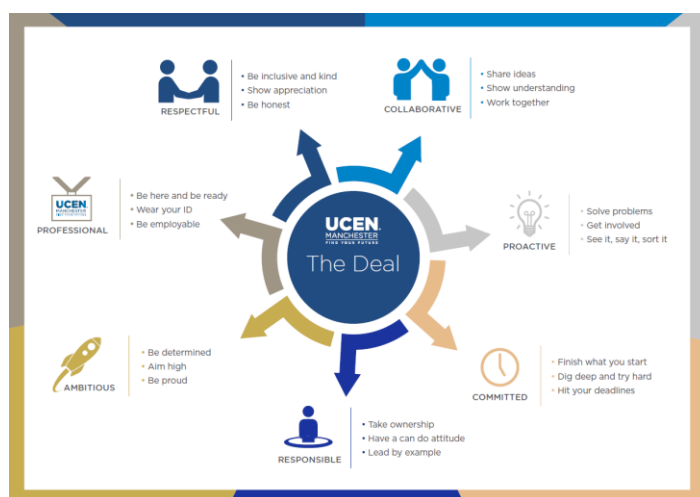 RESPECTFUL
• Be inclusive and kind
• Show appreciation
• Be honest
COLLABORATIVE
• Share ideas
• Show understanding
• Work together
UCEN
MANCHESTER
PROFESSIONAL
• Be here and be ready
• Wear your ID
• Be employable
UCEN
MANCHESTER
FIND YOUR FUTURE
The Deal
PROACTIVE
• Solve problems
• Get involved
• See it, say it, sort it
AMBITIOUS
• Be determined
• Aim high
• Be proud
RESPONSIBLE
• Take ownership
• Have a can do attitude
• Lead by example
COMMITTED
• Finish what you start
• Dig deep and try hard
• Hit your deadlines